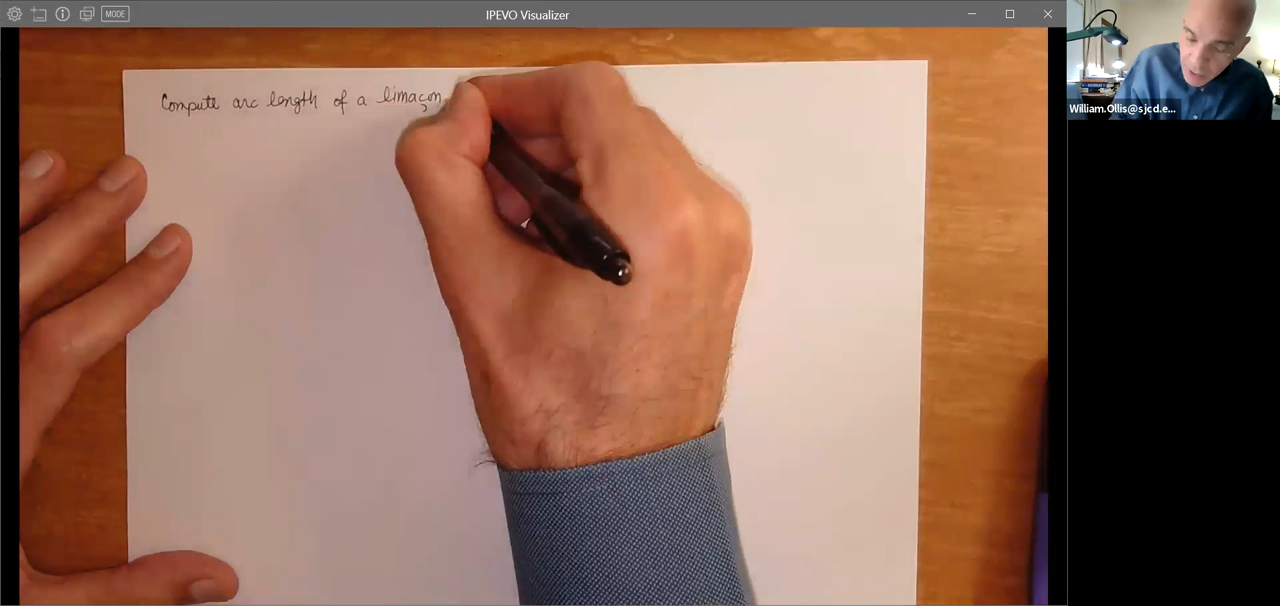 MODE
IPEVO Visualizer
Compute arc length of a limaçon
William.Ollis@sjcd.e...